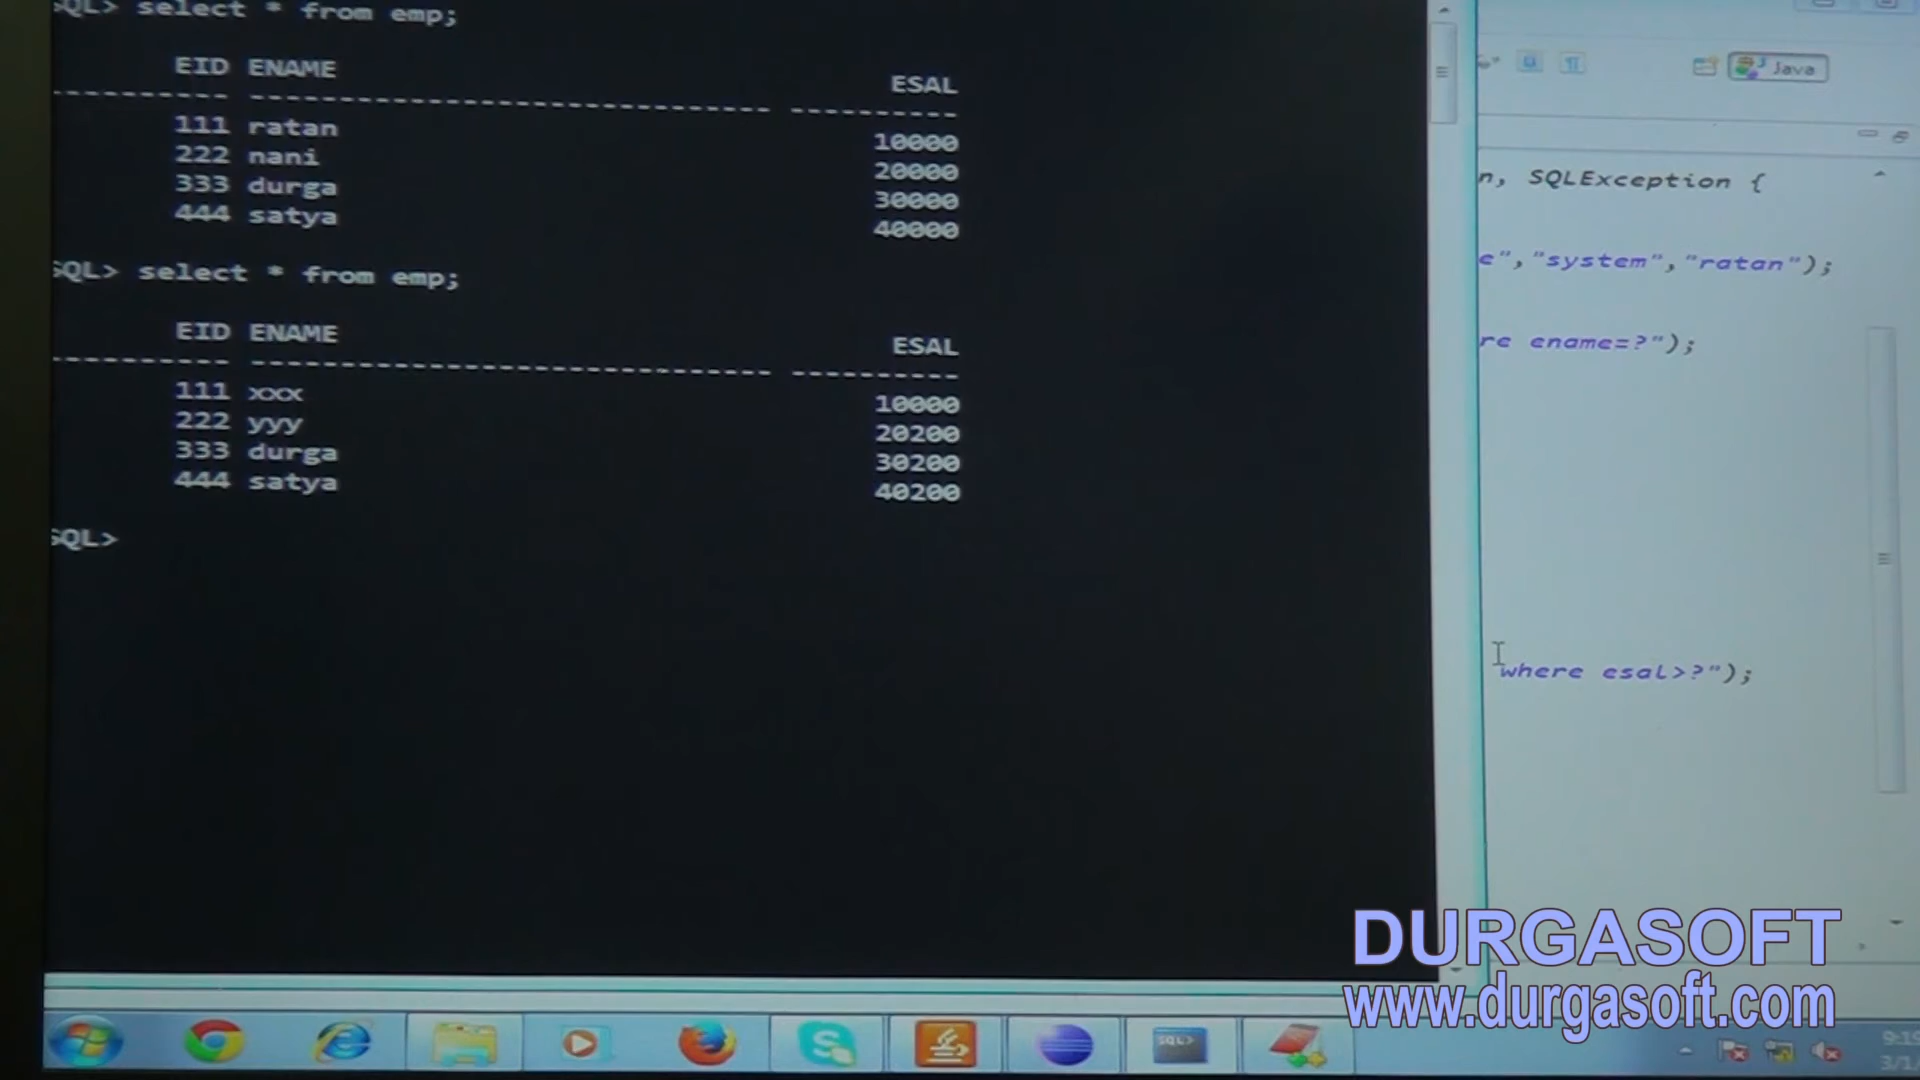 SQL> select * from emp;
EID ENAME ESAL
---------- ----------------------------- ----------
111 ratan 10000
222 nani 20000
333 durga 30000
444 satya 40000
SQL> select * from emp;
EID ENAME ESAL
---------- ----------------------------- ----------
111 xxx 10000
222 yyy 20200
333 durga 30200
444 satya 40200
SQL>
Java
n, SQLException {
e","system","ratan");
re ename=?");
where esal>?");
DURGASOFT
www.durgasoft.com
SQL>